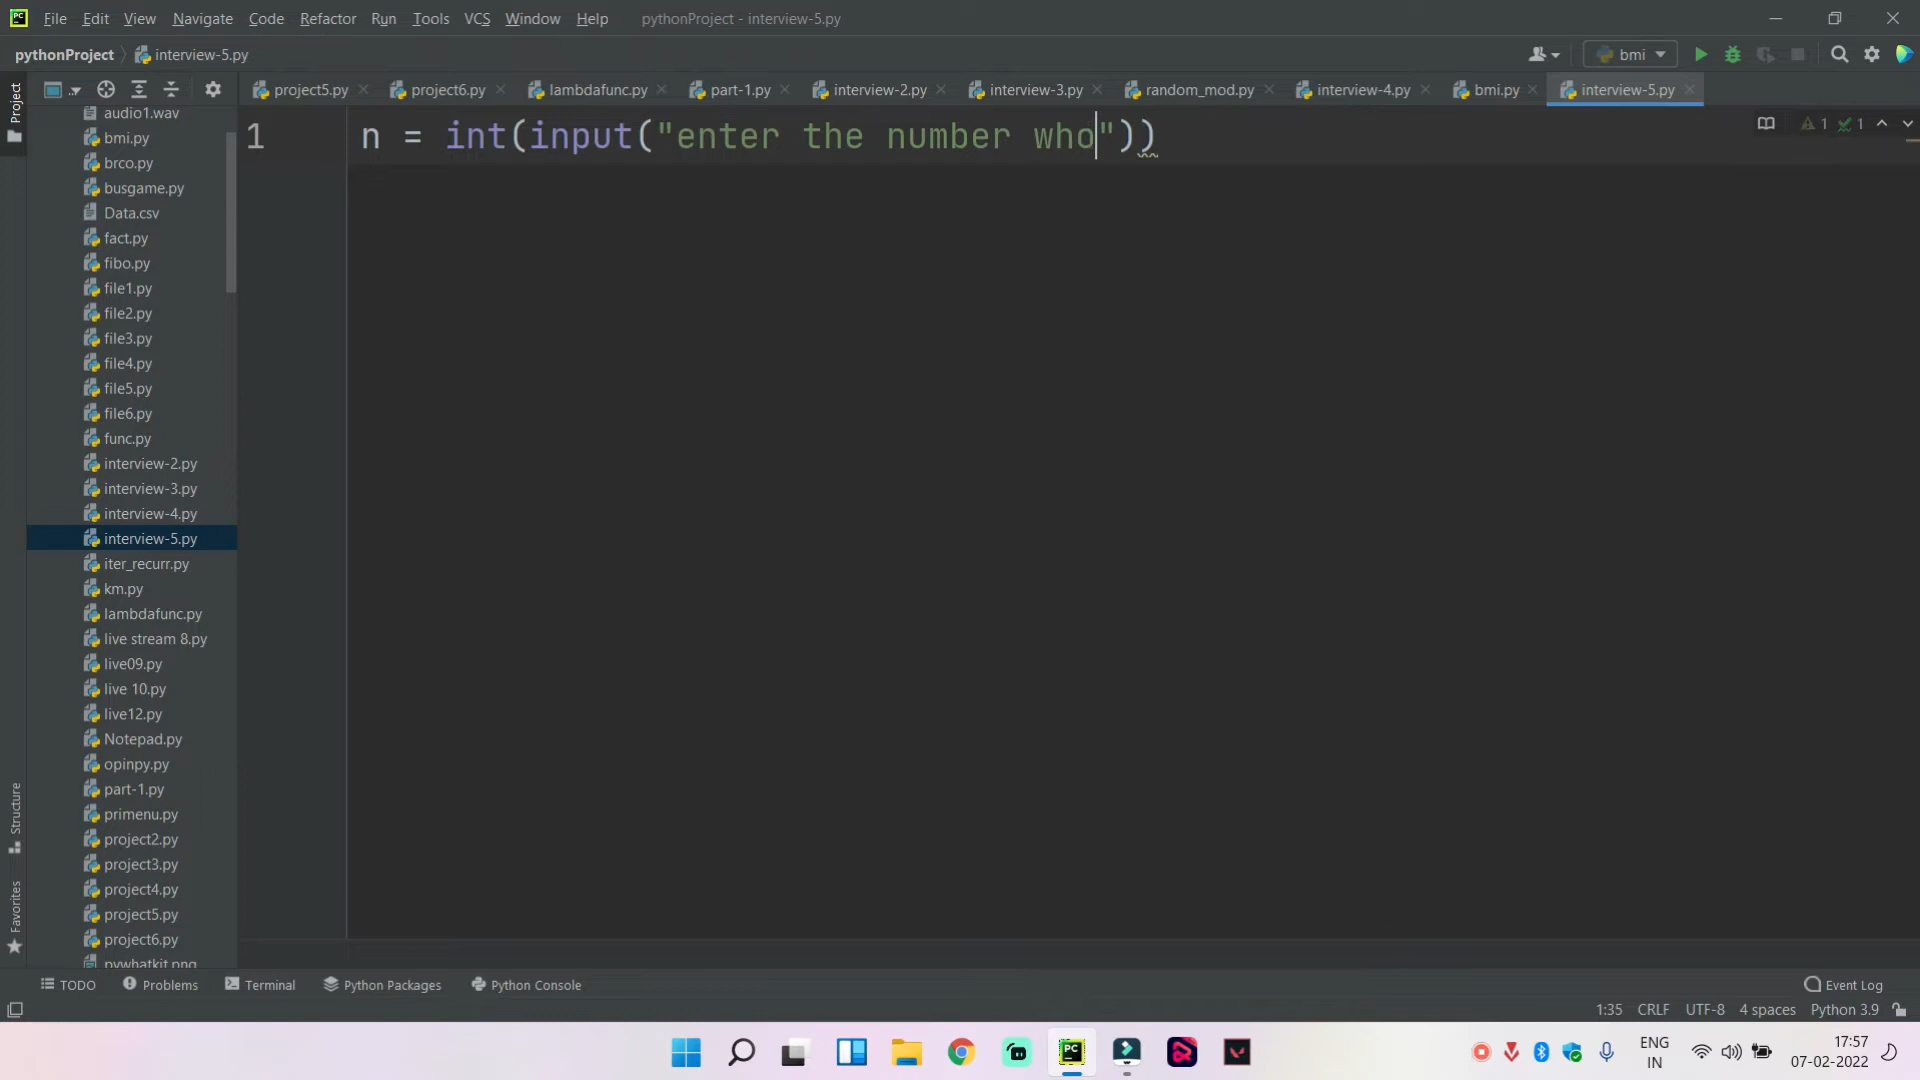 PC File Edit View Navigate Code Refactor Run Tools VCS Window Help pythonProject - interview-5.py
pythonProject interview-5.py bmi
Project
project5.py project6.py lambdafunc.py part-1.py interview-2.py interview-3.py random_mod.py interview-4.py bmi.py interview-5.py
1 n = int(input("enter the number who")) 1 1
audio1.wav
bmi.py
brco.py
busgame.py
Data.csv
fact.py
fibo.py
file1.py
file2.py
file3.py
file4.py
file5.py
file6.py
func.py
interview-2.py
interview-3.py
interview-4.py
interview-5.py
iter_recurr.py
km.py
lambdafunc.py
live stream 8.py
live09.py
live 10.py
live12.py
Notepad.py
opinpy.py
part-1.py
primenu.py
project2.py
project3.py
project4.py
project5.py
project6.py
pywhatkit.png
Structure
Favorites
TODO Problems Terminal Python Packages Python Console Event Log
1:35 CRLF UTF-8 4 spaces Python 3.9
PC
ENG
IN
17:57
07-02-2022